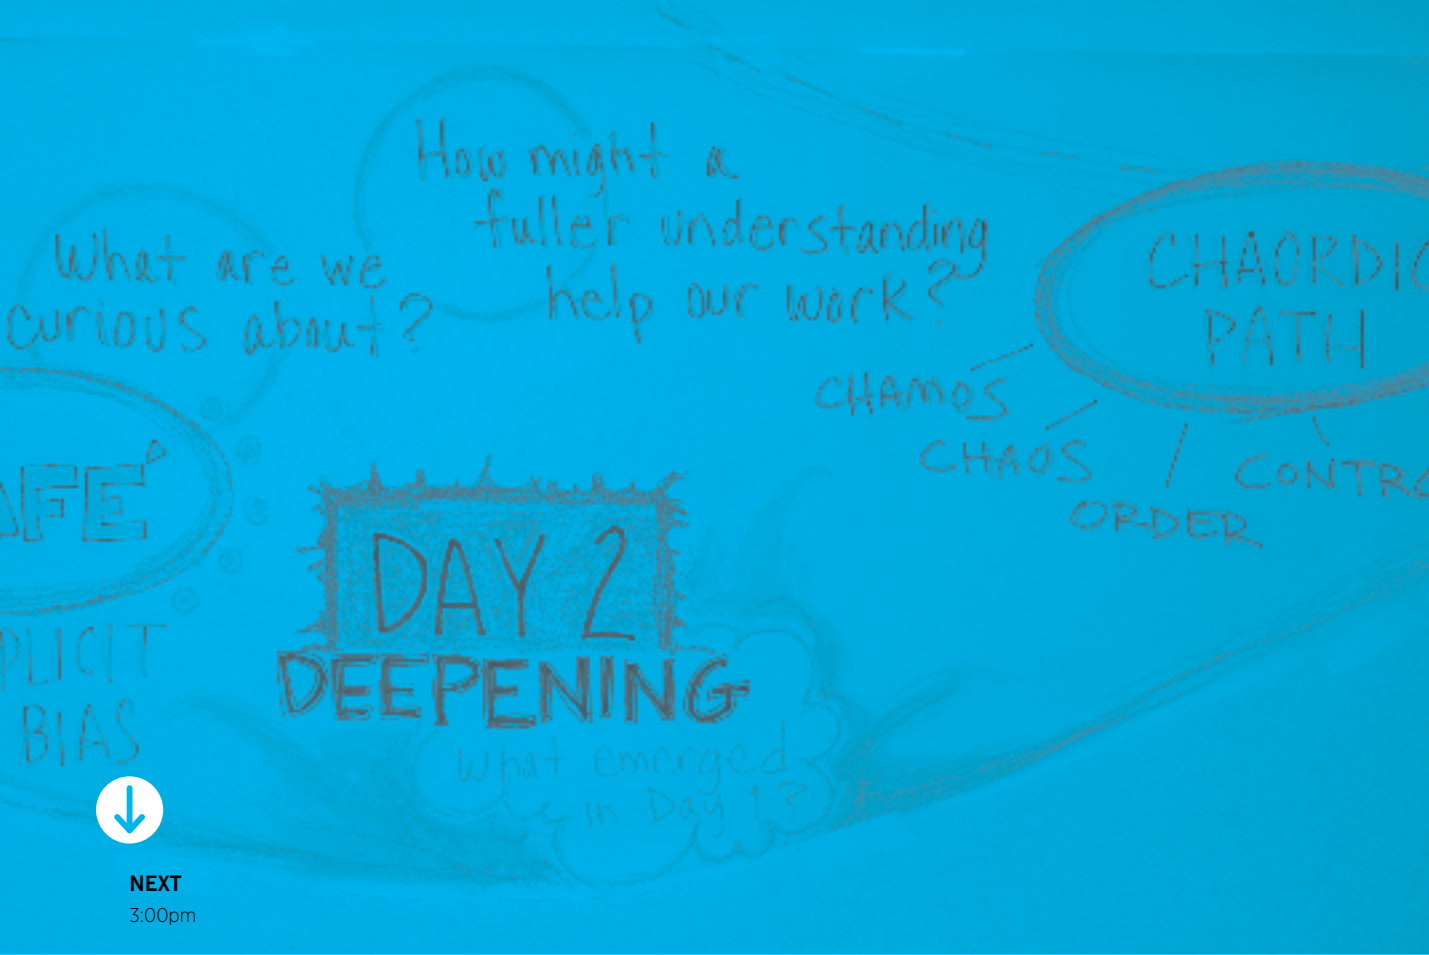 How might a
fuller understanding
help our work?
What are we
curious about?
CHAORDIC
PATH
CHAMOS
CHAOS
ORDER
CONTRO
AFE
DAY 2
DEEPENING
What emerged
in Day 1?
PLICIT
BIAS
NEXT
3:00pm